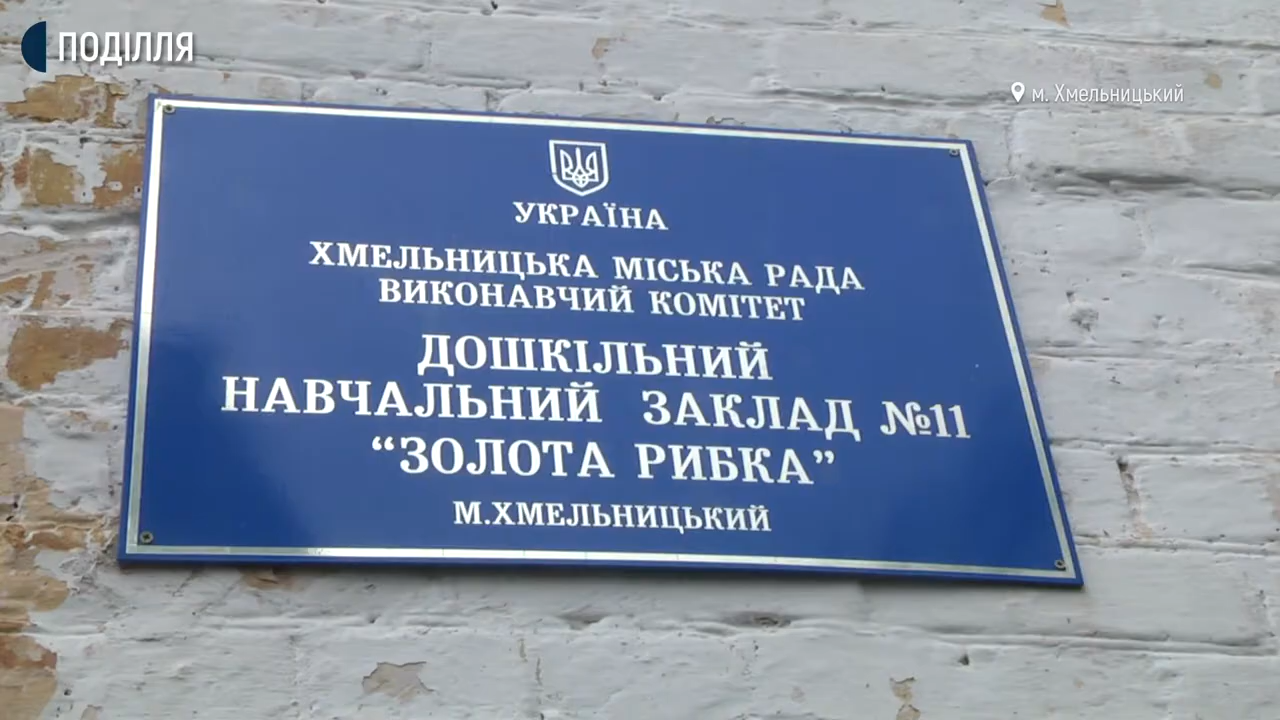 ПОДІЛЛЯ
м. Хмельницький
УКРАЇНА
ХМЕЛЬНИЦЬКА МІСЬКА РАДА
ВИКОНАВЧИЙ КОМІТЕТ
ДОШКІЛЬНИЙ
НАВЧАЛЬНИЙ ЗАКЛАД №11
“ЗОЛОТА РИБКА”
М.ХМЕЛЬНИЦЬКИЙ